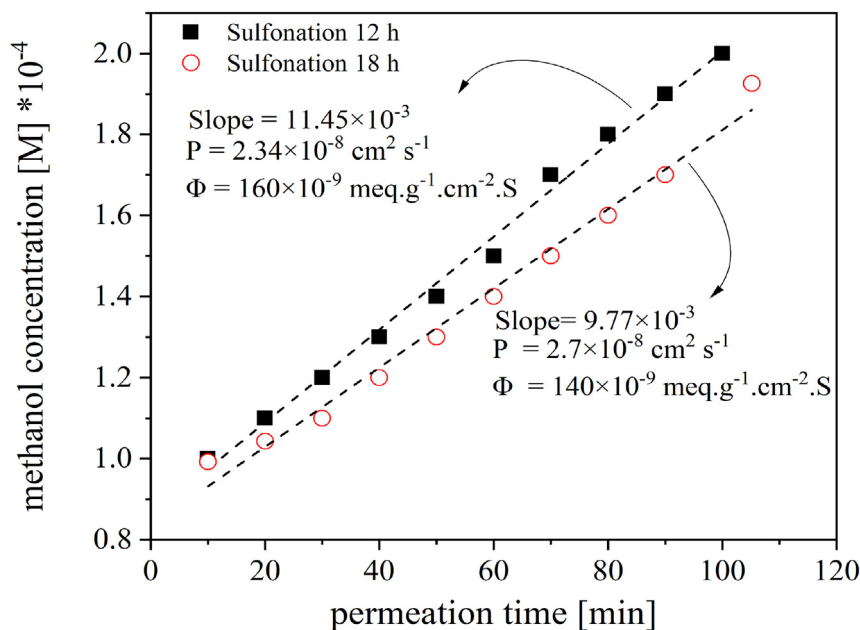 Sulfonation 12 h
Sulfonation 18 h
Slope = 11.45×10⁻³
P = 2.34×10⁻⁸ cm² s⁻¹
Φ = 160×10⁻⁹ meq.g⁻¹.cm⁻².S
Slope= 9.77×10⁻³
P = 2.7×10⁻⁸ cm² s⁻¹
Φ = 140×10⁻⁹ meq.g⁻¹.cm⁻².S
methanol concentration [M] *10⁻⁴
2.0
1.8
1.6
1.4
1.2
1.0
0.8
0 20 40 60 80 100 120
permeation time [min]